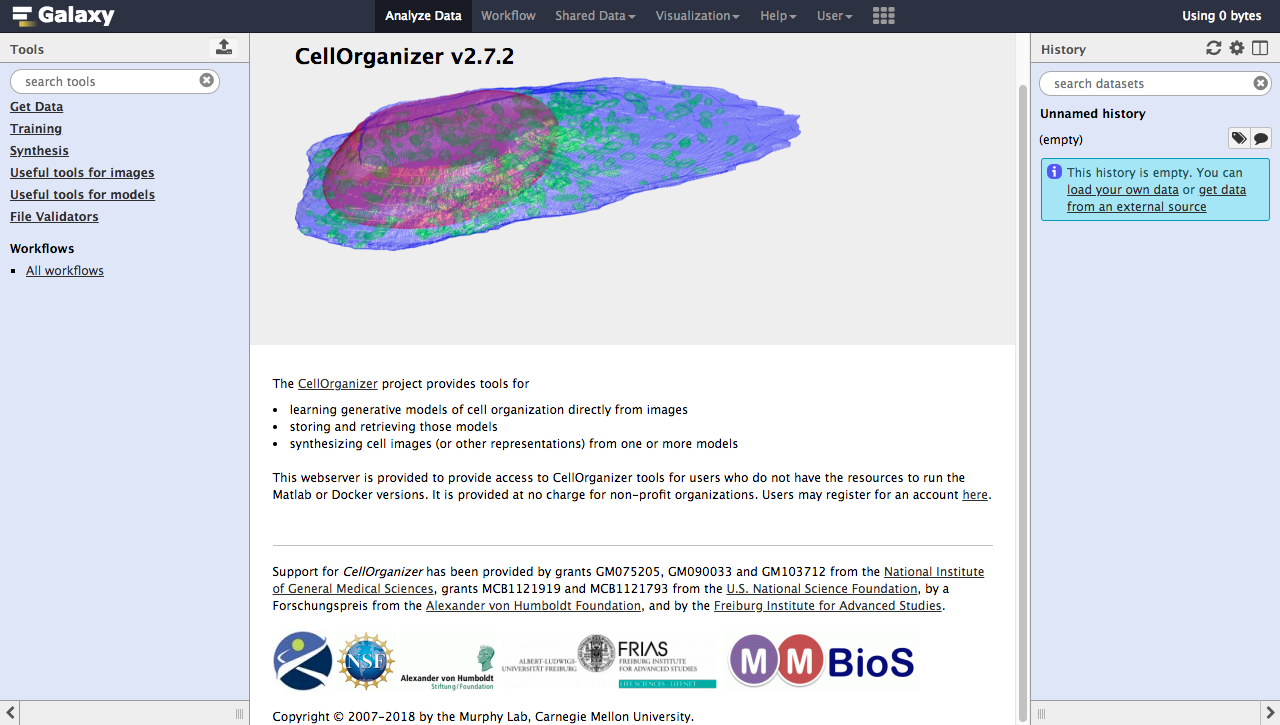 Galaxy
Analyze Data Workflow Shared Data Visualization Help User
Using 0 bytes
Tools
search tools
Get Data
Training
Synthesis
Useful tools for images
Useful tools for models
File Validators
Workflows
All workflows
CellOrganizer v2.7.2
The CellOrganizer project provides tools for
learning generative models of cell organization directly from images
storing and retrieving those models
synthesizing cell images (or other representations) from one or more models
This webserver is provided to provide access to CellOrganizer tools for users who do not have the resources to run the
Matlab or Docker versions. It is provided at no charge for non-profit organizations. Users may register for an account here.
Support for CellOrganizer has been provided by grants GM075205, GM090033 and GM103712 from the National Institute
of General Medical Sciences, grants MCB1121919 and MCB1121793 from the U.S. National Science Foundation, by a
Forschungspreis from the Alexander von Humboldt Foundation, and by the Freiburg Institute for Advanced Studies.
NSF
Alexander von Humboldt
Stiftung/Foundation
ALBERT-LUDWIGS-
UNIVERSITÄT FREIBURG
FRIAS
FREIBURG INSTITUTE
FOR ADVANCED STUDIES
LIFE SCIENCES - LIFENET
MMBioS
Copyright © 2007-2018 by the Murphy Lab, Carnegie Mellon University.
History
search datasets
Unnamed history
(empty)
This history is empty. You can
load your own data or get data
from an external source